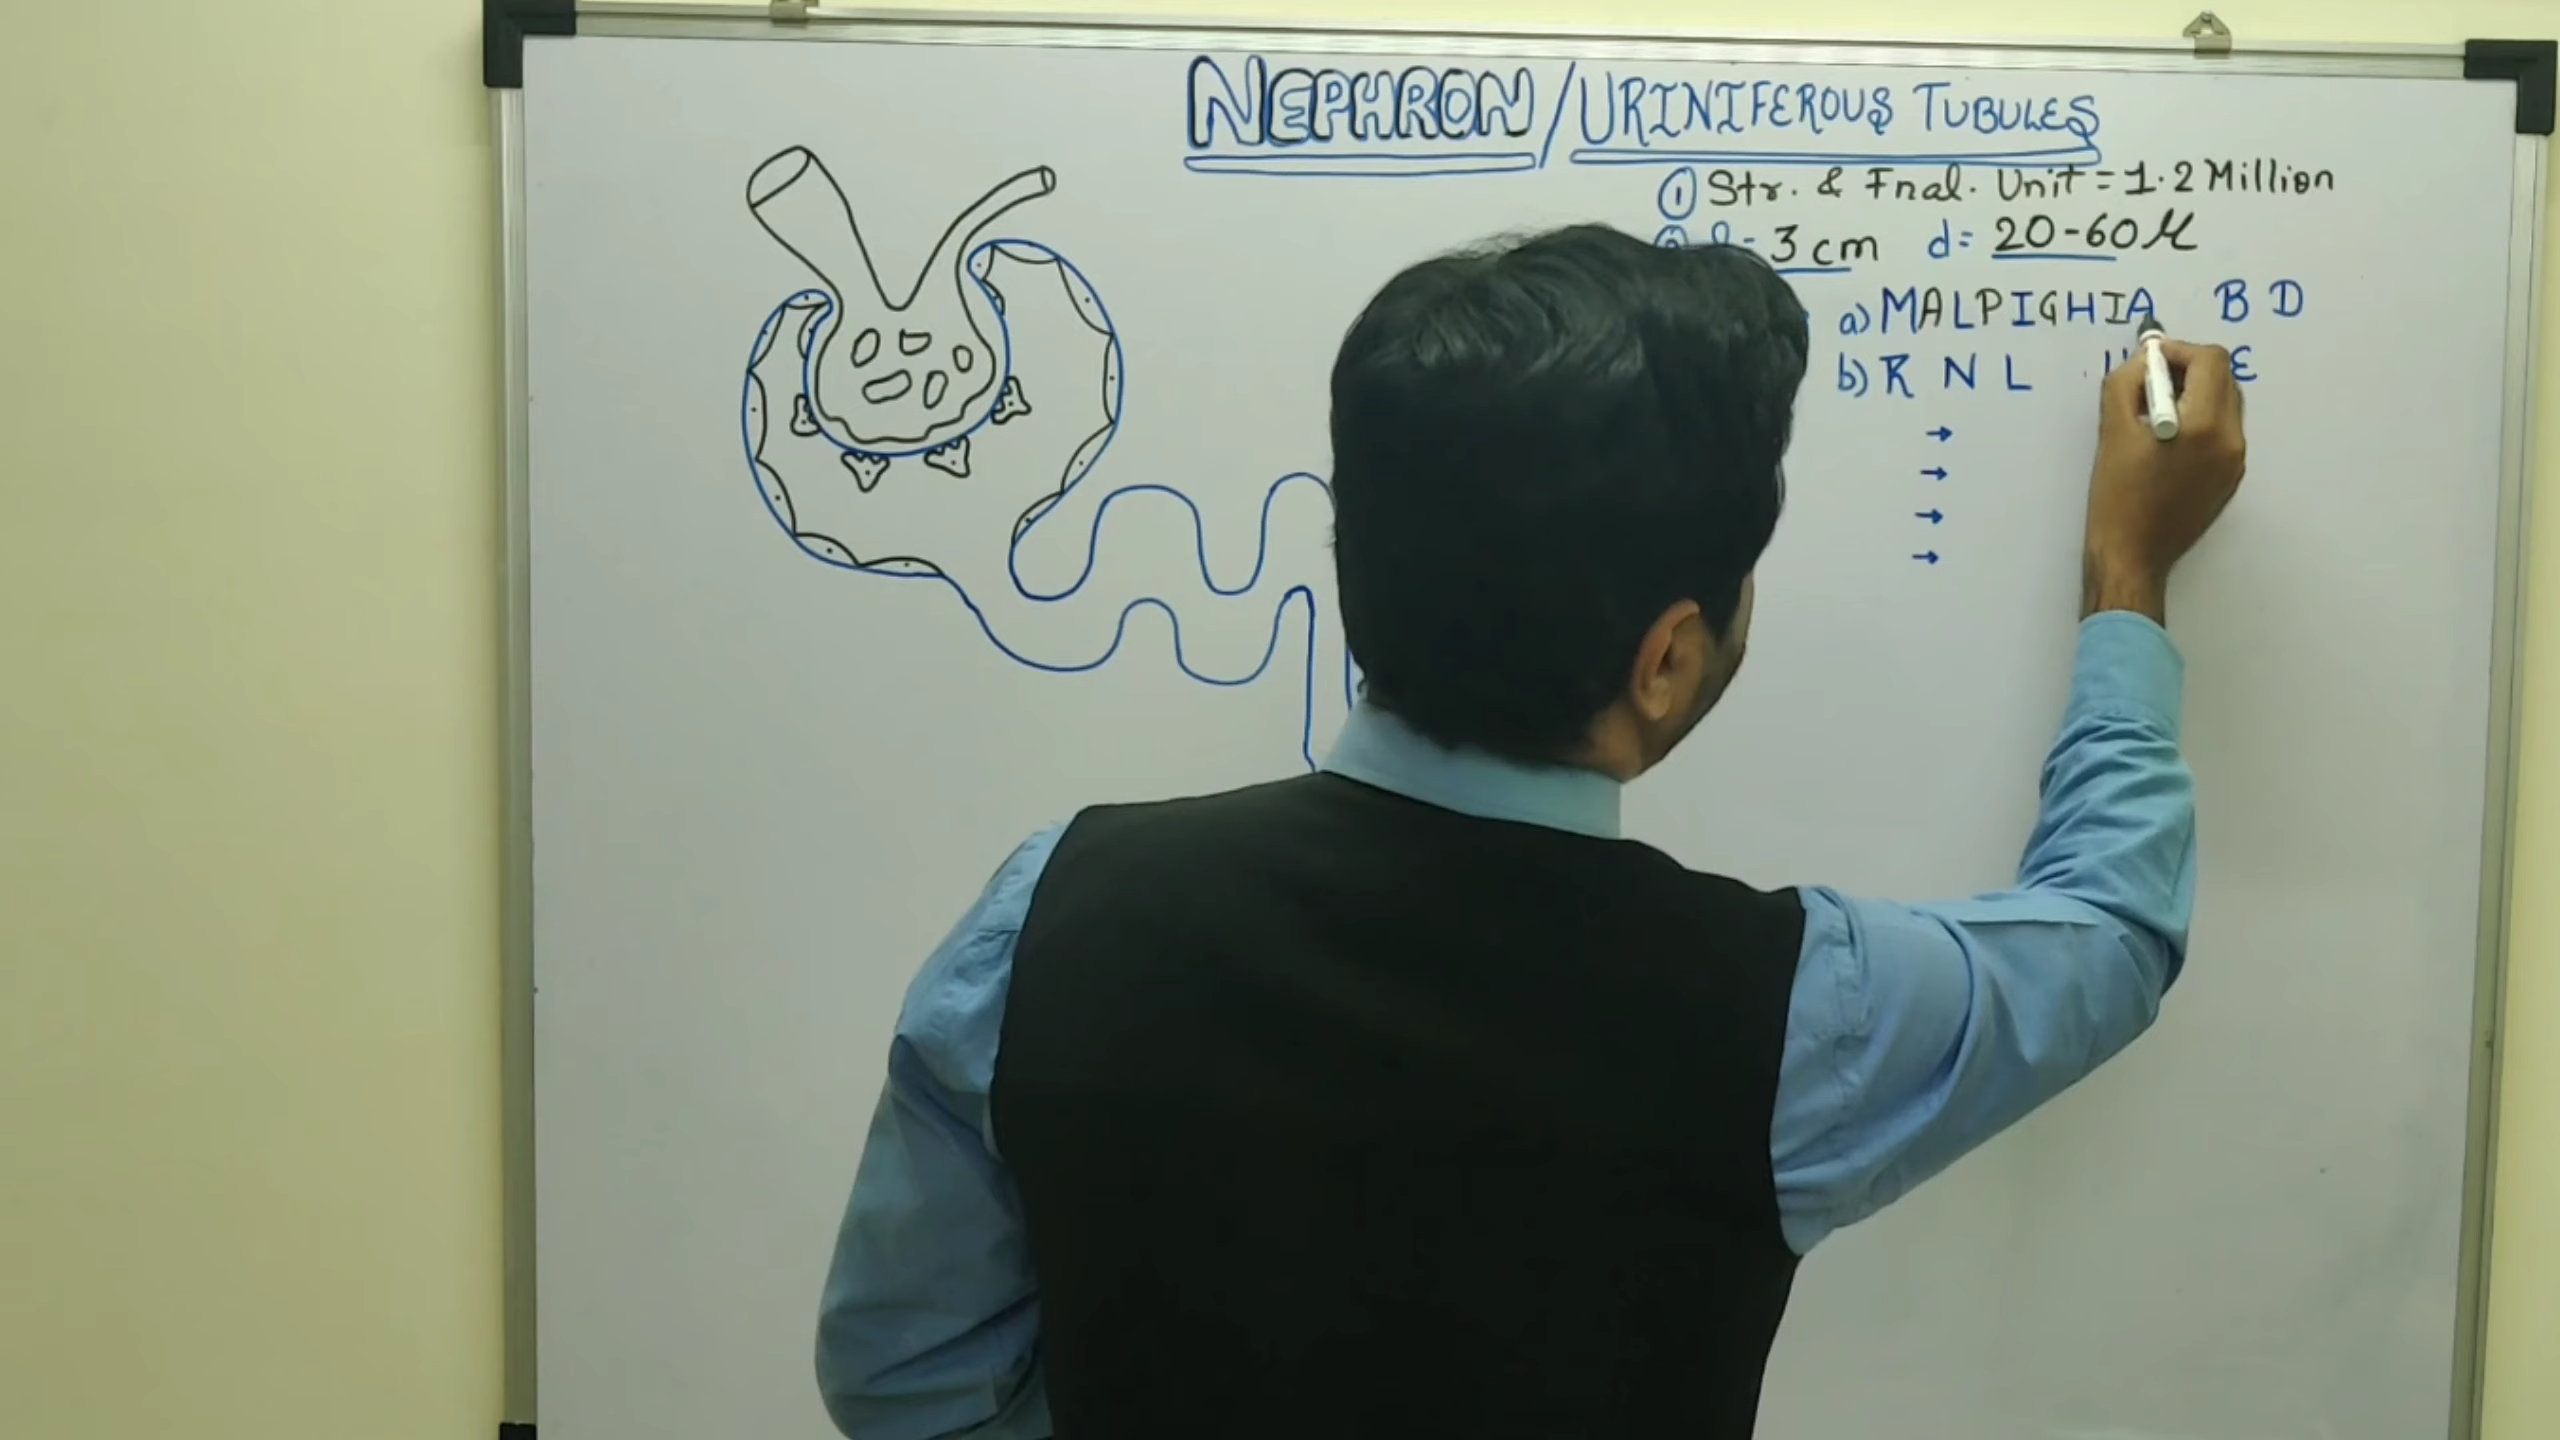 NEPHRON/URINIFEROUS TUBULES
① Str. & Fnal. Unit = 1.2 Million
3 cm d= 20-60 μ
a) MALPIGHIA B D
b) R N L E
→
→
→
→